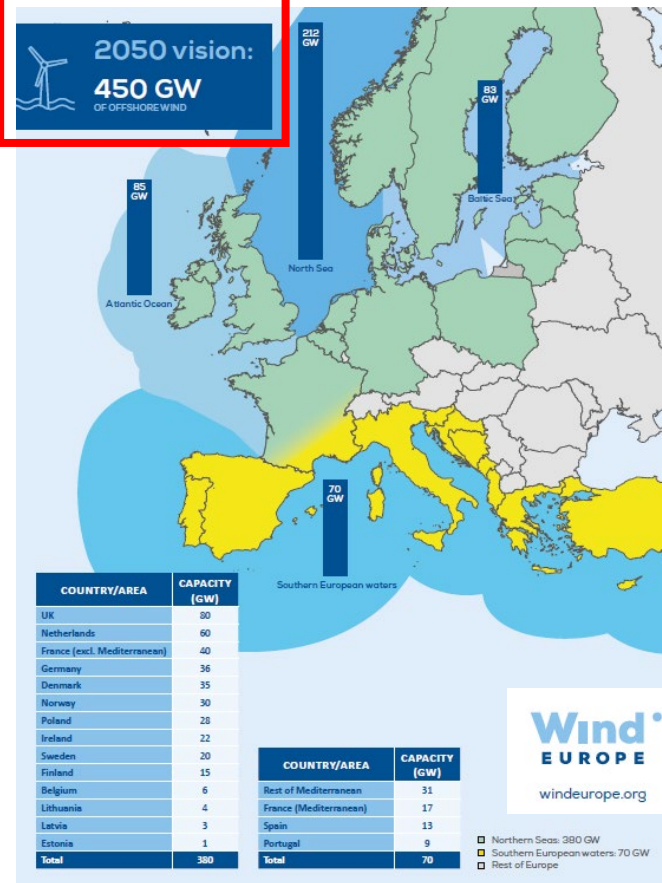 2050 vision:
450 GW
OF OFFSHORE WIND
212
GW
83
GW
85
GW
Baltic Sea
North Sea
Atlantic Ocean
70
GW
Southern European waters
COUNTRY/AREA CAPACITY (GW)
UK 80
Netherlands 60
France (excl. Mediterranean) 40
Germany 36
Denmark 35
Norway 30
Poland 28
Ireland 22
Sweden 20
Finland 15
Belgium 6
Lithuania 4
Latvia 3
Estonia 1
Total 380
COUNTRY/AREA CAPACITY (GW)
Rest of Mediterranean 31
France (Mediterranean) 17
Spain 13
Portugal 9
Total 70
Wind
EUROPE
windeurope.org
Northern Seas: 380 GW
Southern European waters: 70 GW
Rest of Europe